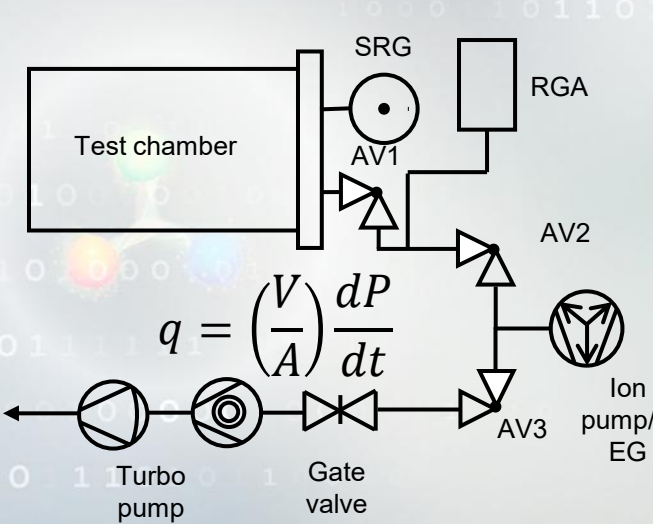 SRG
RGA
Test chamber
AV1
AV2
q = (V/A) dP/dt
Ion
pump/
EG
AV3
Turbo
pump
Gate
valve